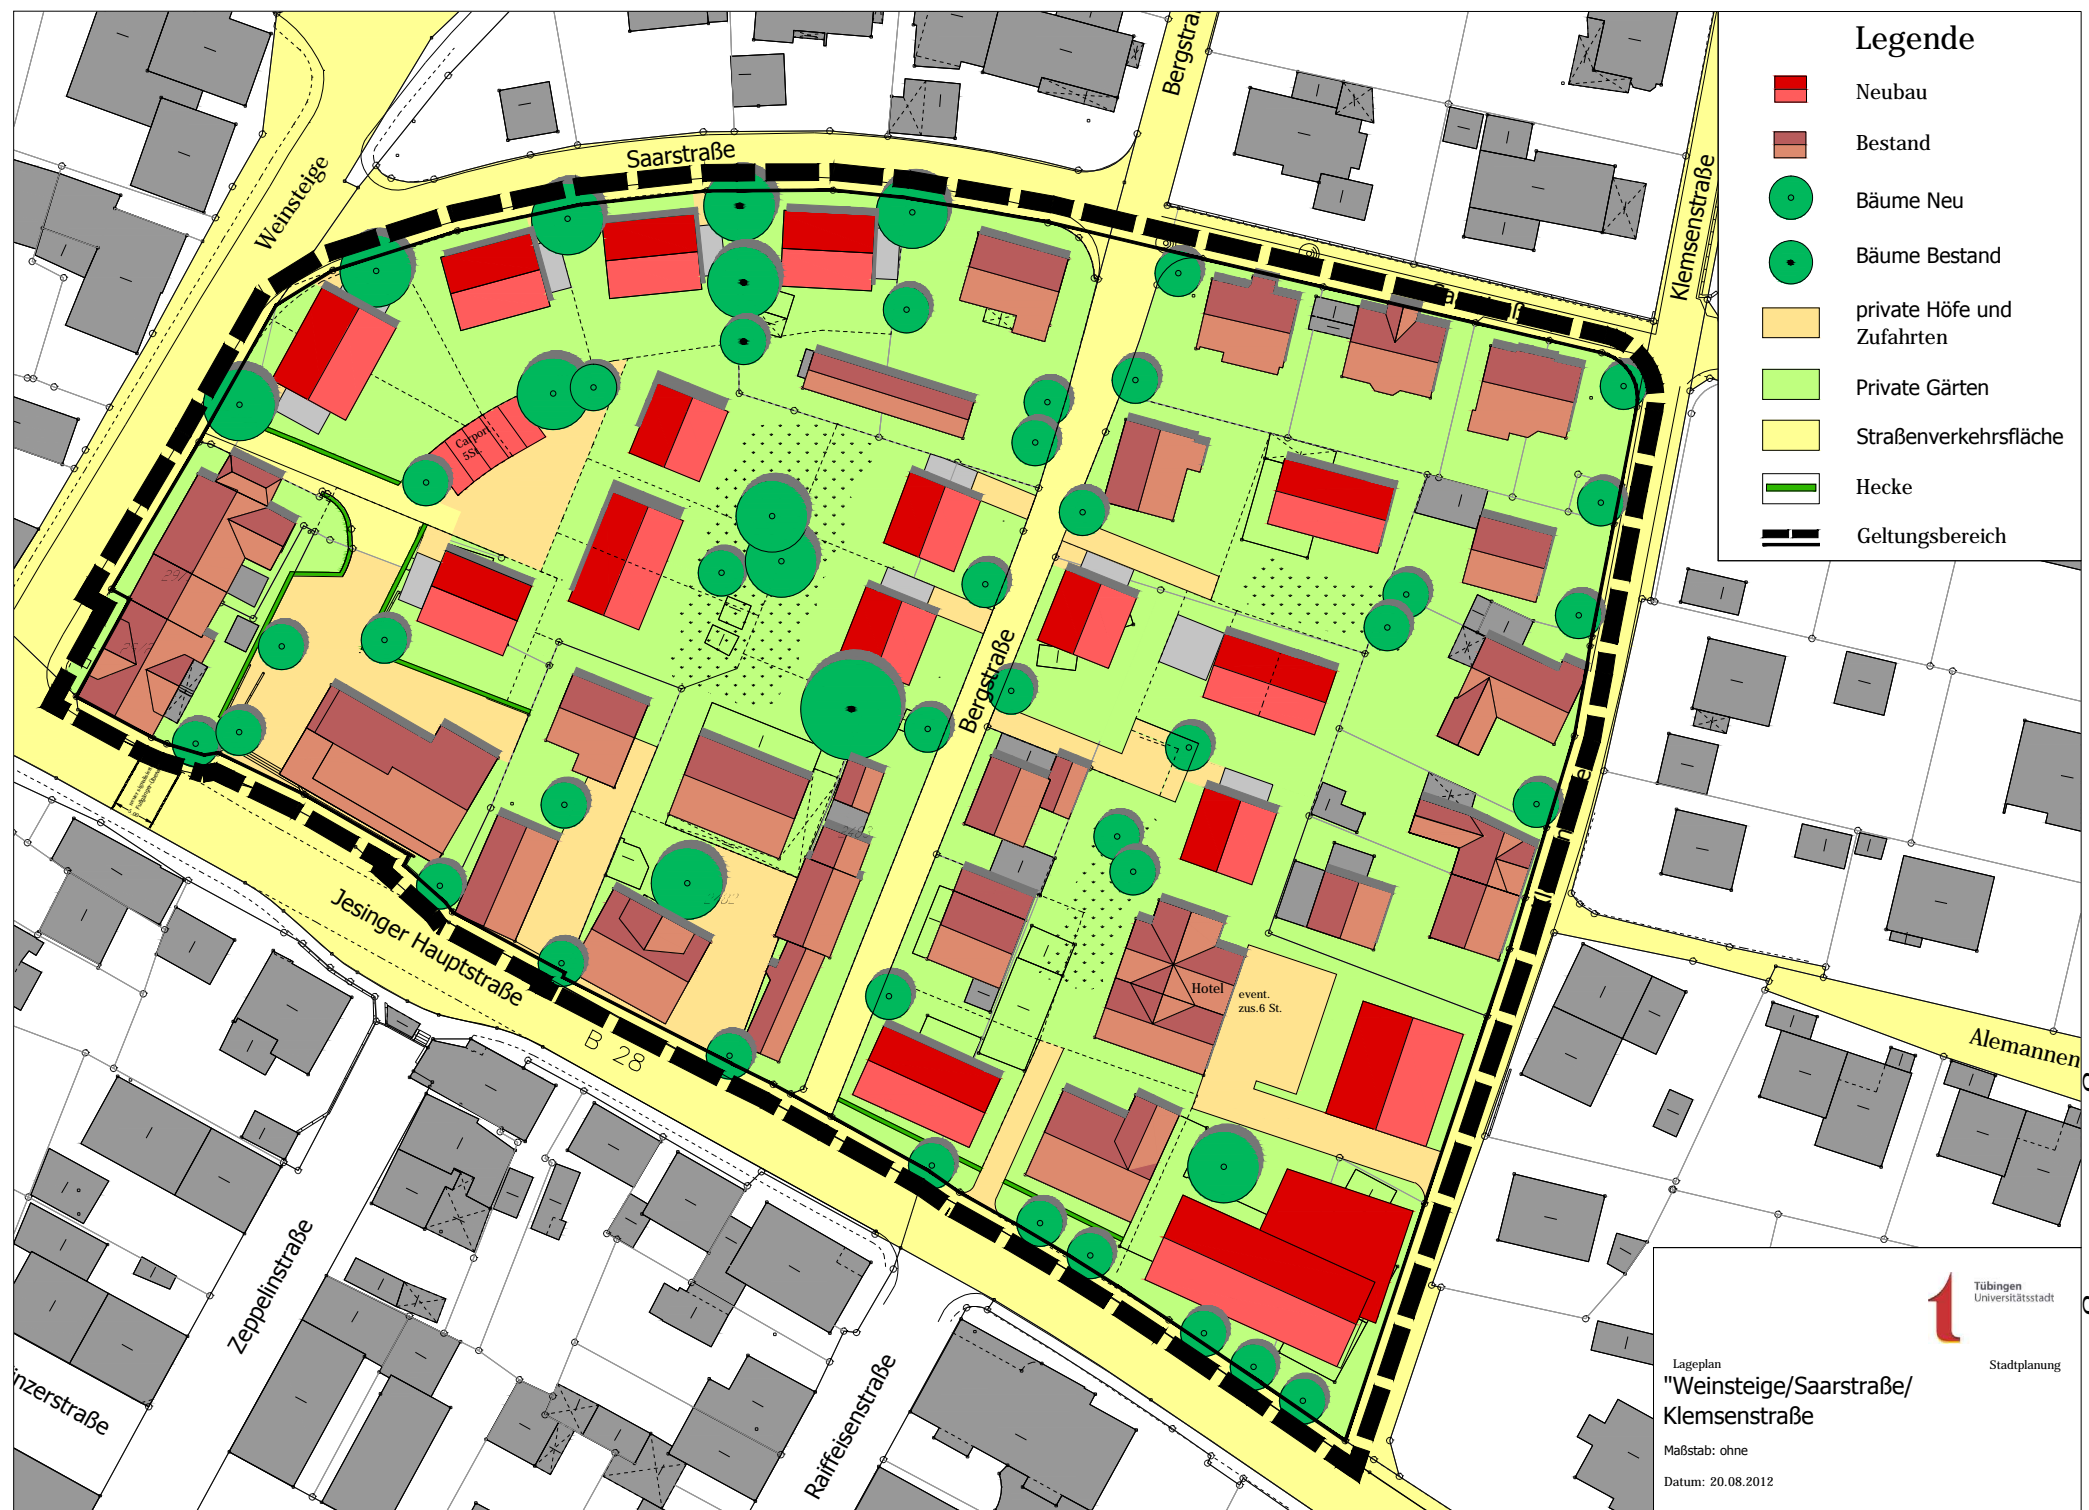 Legende
Neubau
Bestand
Bäume Neu
Bäume Bestand
private Höfe und
Zufahrten
Private Gärten
Straßenverkehrsfläche
Hecke
Geltungsbereich
Bergstraße
Saarstraße
Weinsteige
Klemsenstraße
Carport
5St.
Bergstraße
Jesinger Hauptstraße
B 28
Hotel
event.
zus.6 St.
Alemannen
Zeppelinstraße
inzerstraße
Raiffeisenstraße
Tübingen
Universitätsstadt
Lageplan
Stadtplanung
"Weinsteige/Saarstraße/
Klemsenstraße
Maßstab: ohne
Datum: 20.08.2012